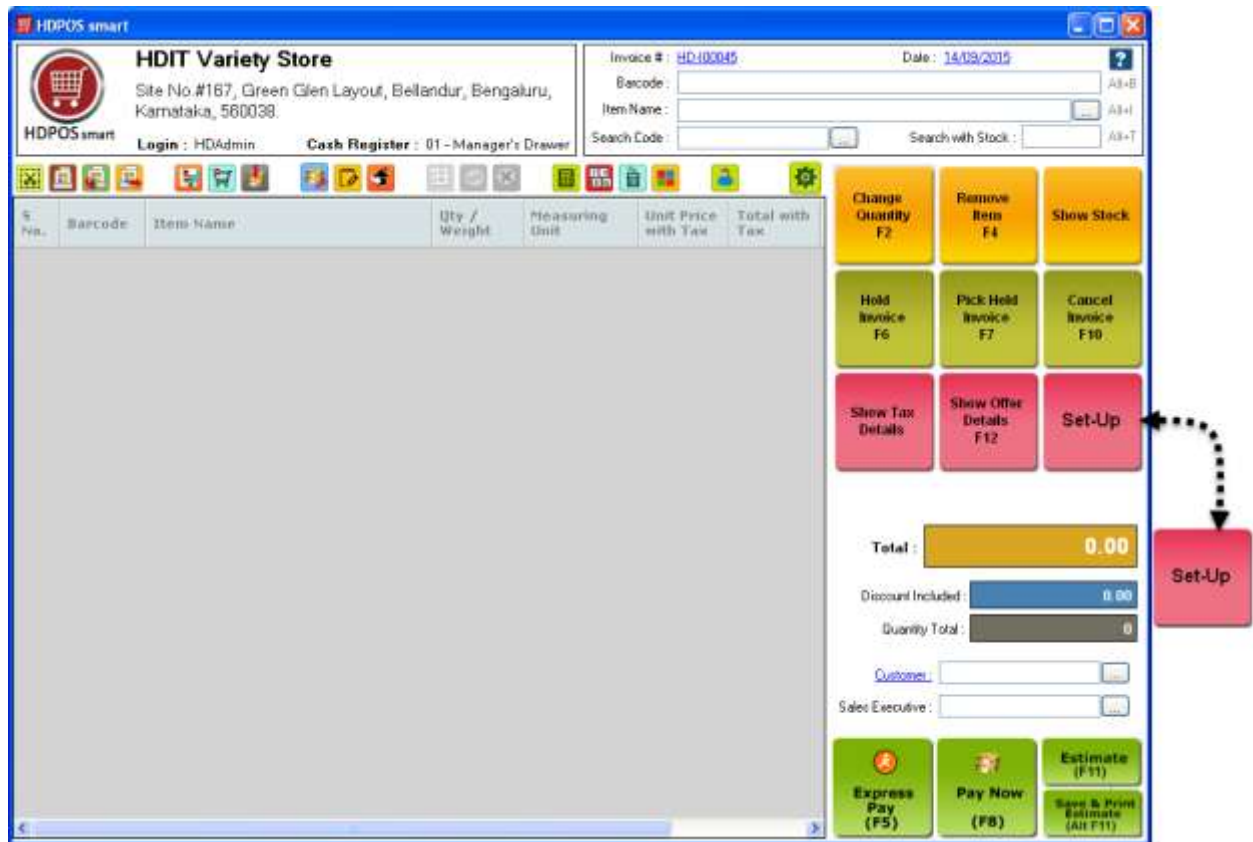 HDPOS smart
HDIT Variety Store
Site No.#167, Green Glen Layout, Bellandur, Bengaluru,
Karnataka, 560038.
HDPOS smart
Login : HDAdmin Cash Register : 01 - Manager's Drawer
Invoice # : HD-I00045 Date : 14/09/2015 ?
Barcode : Alt+B
Item Name : ... Alt+I
Search Code : ... Search with Stock : Alt+T
S.
No. Barcode Item Name Qty /
Weight Measuring
Unit Unit Price
with Tax Total with
Tax
Change
Quantity
F2
Remove
Item
F4
Show Stock
Hold
Invoice
F6
Pick Held
Invoice
F7
Cancel
Invoice
F10
Show Tax
Details
Show Offer
Details
F12
Set-Up
Set-Up
Total : 0.00
Discount Included : 0.00
Quantity Total : 0
Customer : ...
Sales Executive : ...
Express
Pay
(F5)
Pay Now
(F8)
Estimate
(F11)
Save & Print
Estimate
(Alt F11)